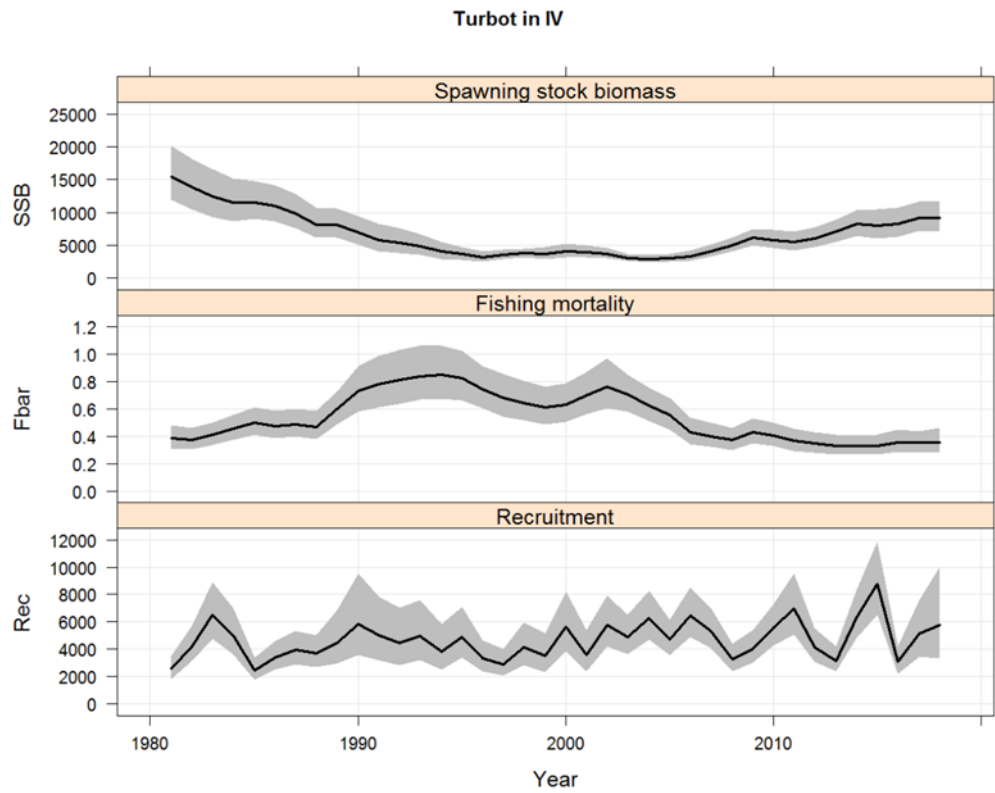 Turbot in IV
Spawning stock biomass
25000
20000
15000
10000
5000
0
SSB
Fishing mortality
1.2
1.0
0.8
0.6
0.4
0.2
0.0
Fbar
Recruitment
12000
10000
8000
6000
4000
2000
0
Rec
1980 1990 2000 2010
Year